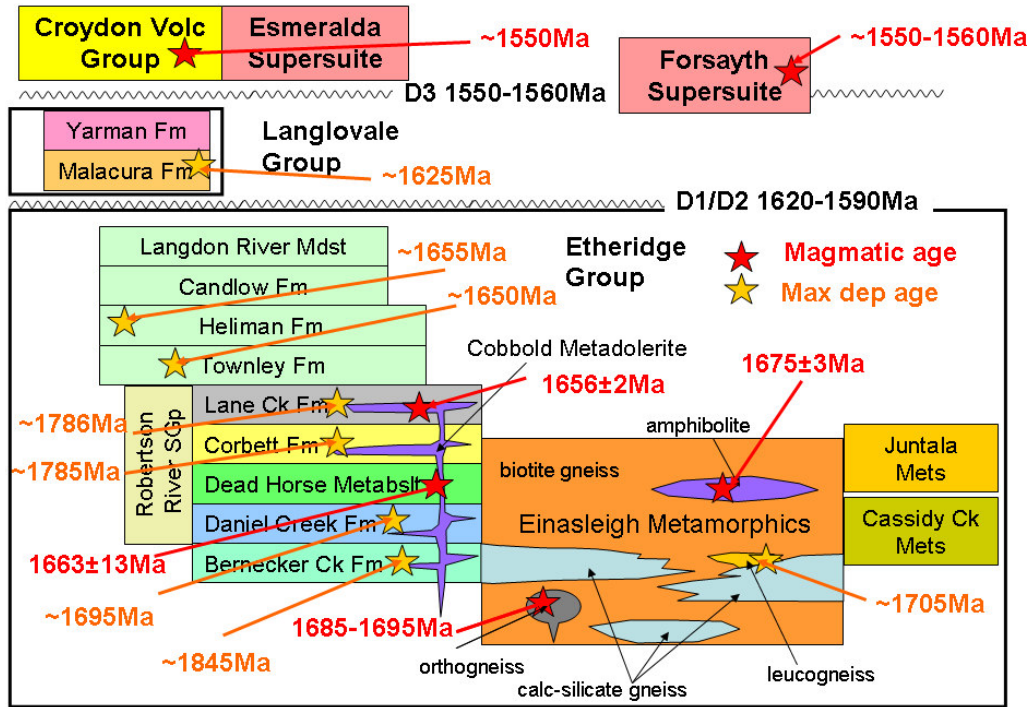 Croydon Volc
Group
Esmeralda
Supersuite
~1550Ma
~1550-1560Ma
Forsayth
Supersuite
D3 1550-1560Ma
Yarman Fm
Malacura Fm
Langlovale
Group
~1625Ma
D1/D2 1620-1590Ma
Langdon River Mdst
Candlow Fm
Heliman Fm
Townley Fm
~1655Ma
~1650Ma
Etheridge
Group
Magmatic age
Max dep age
Cobbold Metadolerite
1656±2Ma
1675±3Ma
Robertson
River SGp
Lane Ck Fm
Corbett Fm
Dead Horse Metabslt
Daniel Creek Fm
Bernecker Ck Fm
~1786Ma
~1785Ma
1663±13Ma
~1695Ma
~1845Ma
1685-1695Ma
amphibolite
biotite gneiss
Einasleigh Metamorphics
Juntala
Mets
Cassidy Ck
Mets
~1705Ma
orthogneiss
calc-silicate gneiss
leucogneiss